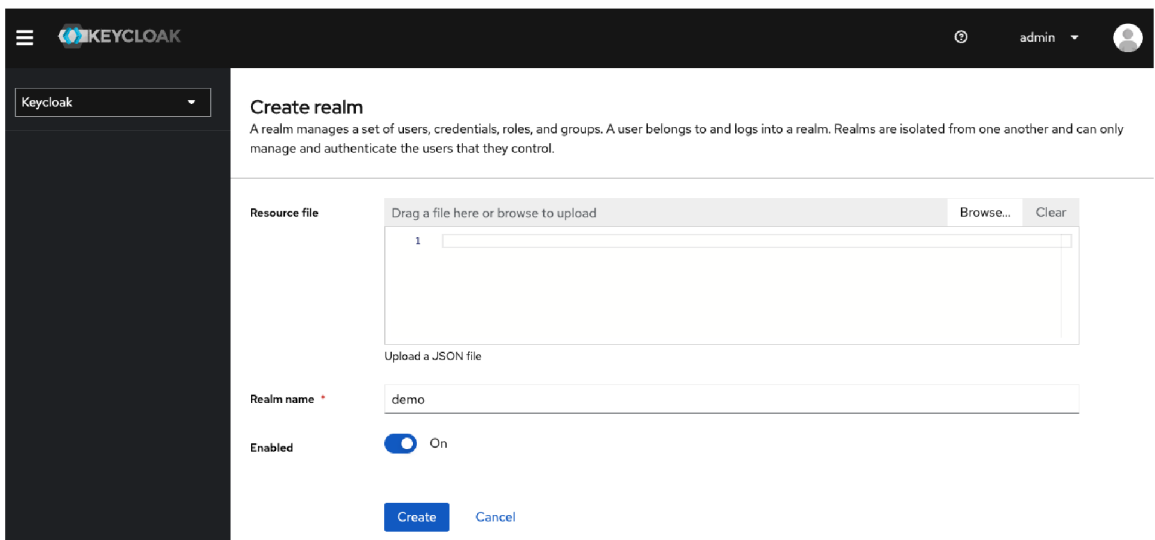 KEYCLOAK
admin
Keycloak
Create realm
A realm manages a set of users, credentials, roles, and groups. A user belongs to and logs into a realm. Realms are isolated from one another and can only
manage and authenticate the users that they control.
Resource file
Drag a file here or browse to upload
Browse...
Clear
1
Upload a JSON file
Realm name *
demo
Enabled
On
Create
Cancel